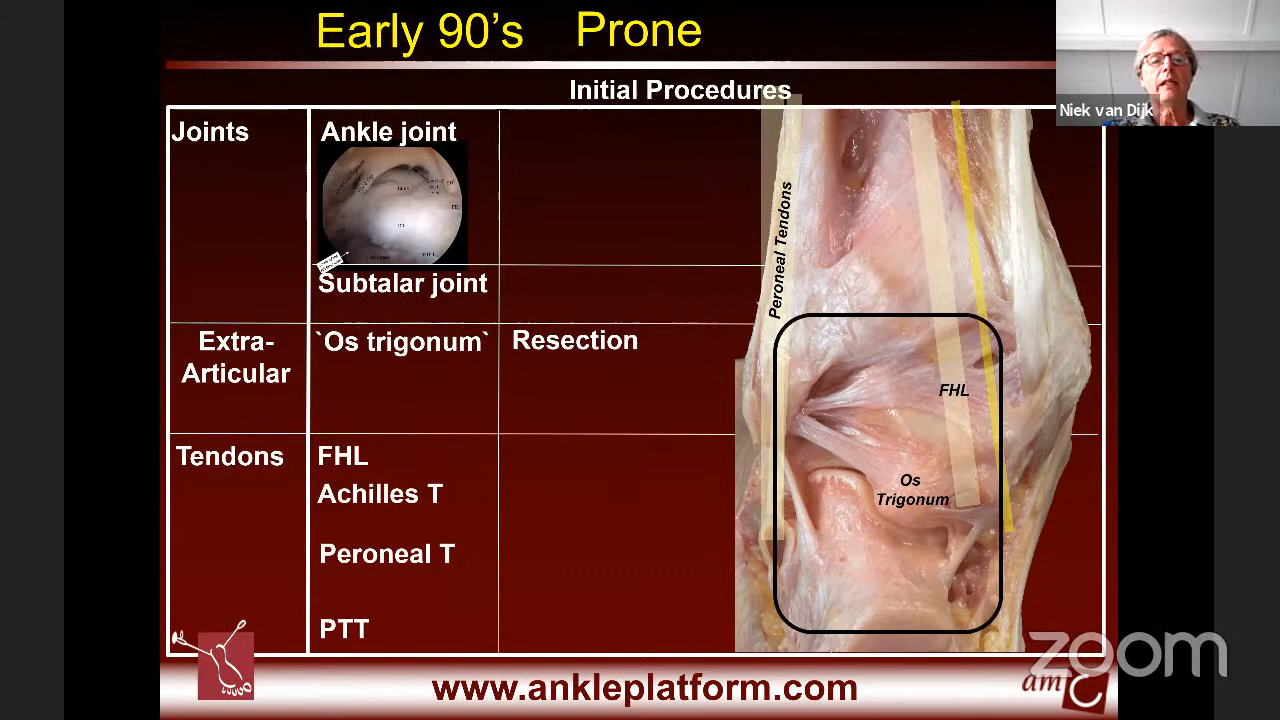 Early 90’s Prone
Niek van Dijk
Initial Procedures
Joints
Ankle joint
Subtalar joint
Extra-
Articular
`Os trigonum`
Resection
Tendons
FHL
Achilles T
Peroneal T
PTT
Peroneal Tendons
FHL
Os
Trigonum
www.ankleplatform.com
zoom
amc